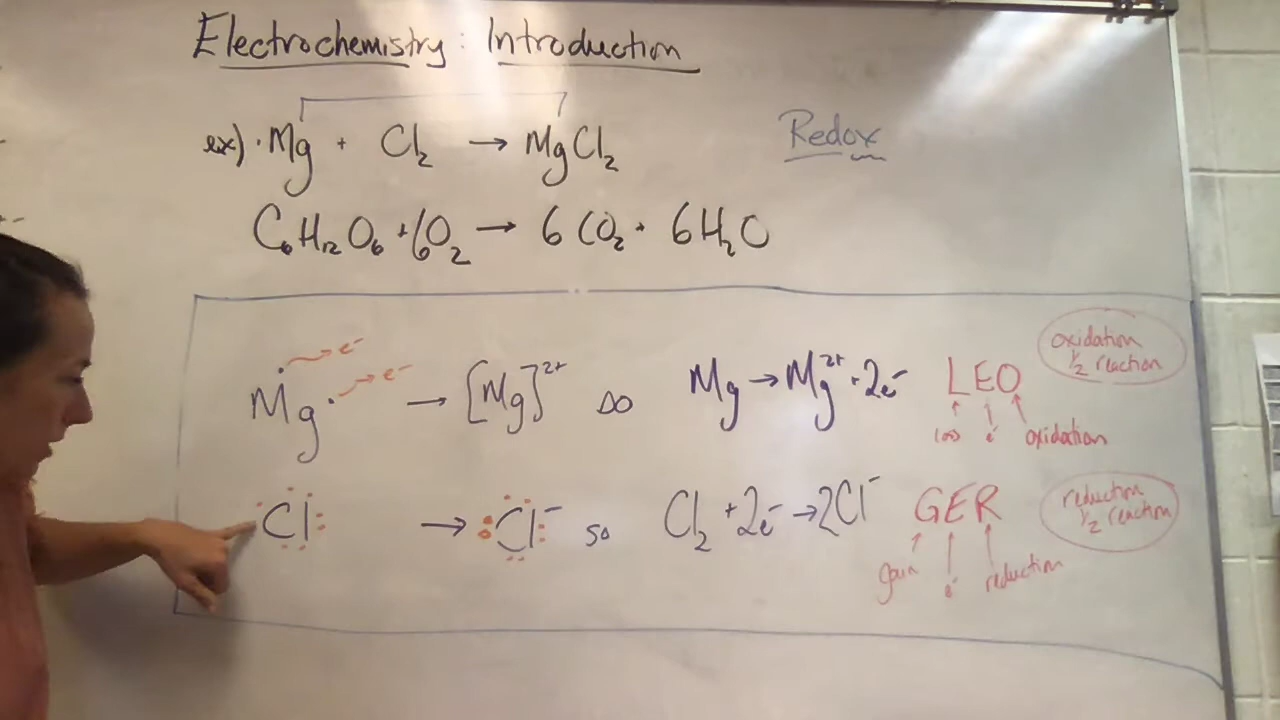 Electrochemistry: Introduction
ex) · Mg + Cl₂ → MgCl₂
Redox
C₆H₁₂O₆ + 6O₂ → 6CO₂ + 6H₂O
Mg e⁻ e⁻ → [Mg]²⁺ so Mg → Mg²⁺ + 2e⁻ LEO
oxidation
½ reaction
loss e⁻ oxidation
Cl → Cl⁻ so Cl₂ + 2e⁻ → 2Cl⁻ GER
reduction
½ reaction
gain e⁻ reduction